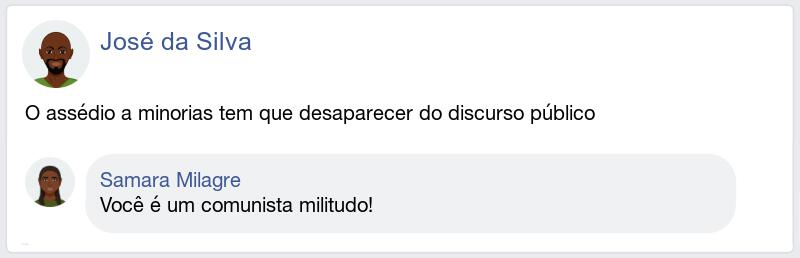 José da Silva
O assédio a minorias tem que desaparecer do discurso público
Samara Milagre
Você é um comunista militudo!